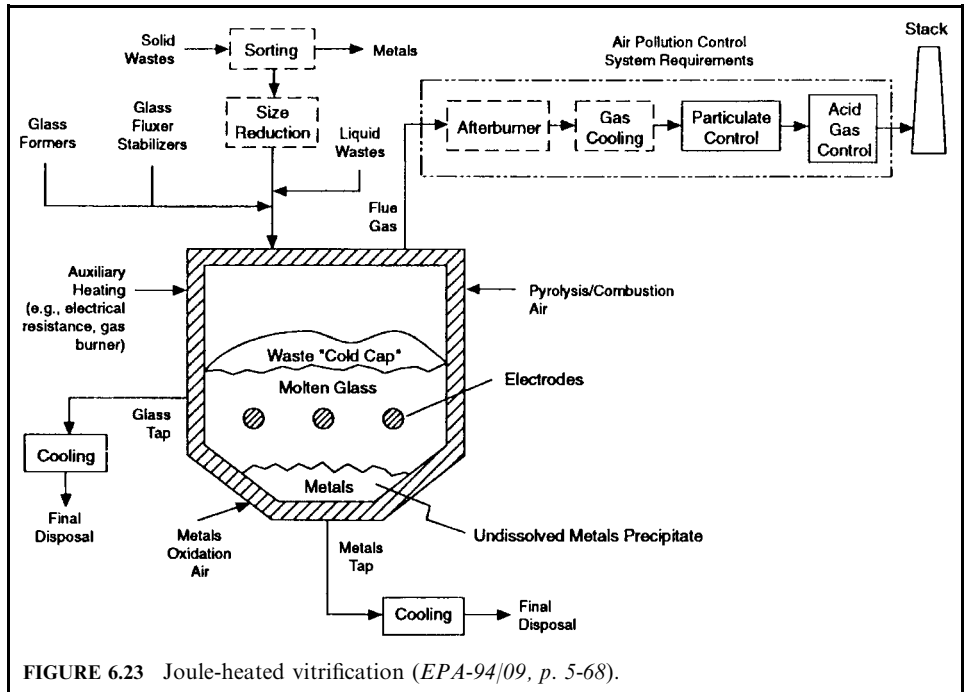 Solid
Wastes
Sorting
Metals
Air Pollution Control
System Requirements
Stack
Glass
Formers
Glass
Fluxer
Stabilizers
Size
Reduction
Liquid
Wastes
Afterburner
Gas
Cooling
Particulate
Control
Acid
Gas
Control
Flue
Gas
Auxiliary
Heating
(e.g., electrical
resistance, gas
burner)
Pyrolysis/Combustion
Air
Waste "Cold Cap"
Molten Glass
Electrodes
Glass
Tap
Cooling
Final
Disposal
Metals
Metals
Oxidation
Air
Undissolved Metals Precipitate
Metals
Tap
Cooling
Final
Disposal
FIGURE 6.23 Joule-heated vitrification (EPA-94/09, p. 5-68).